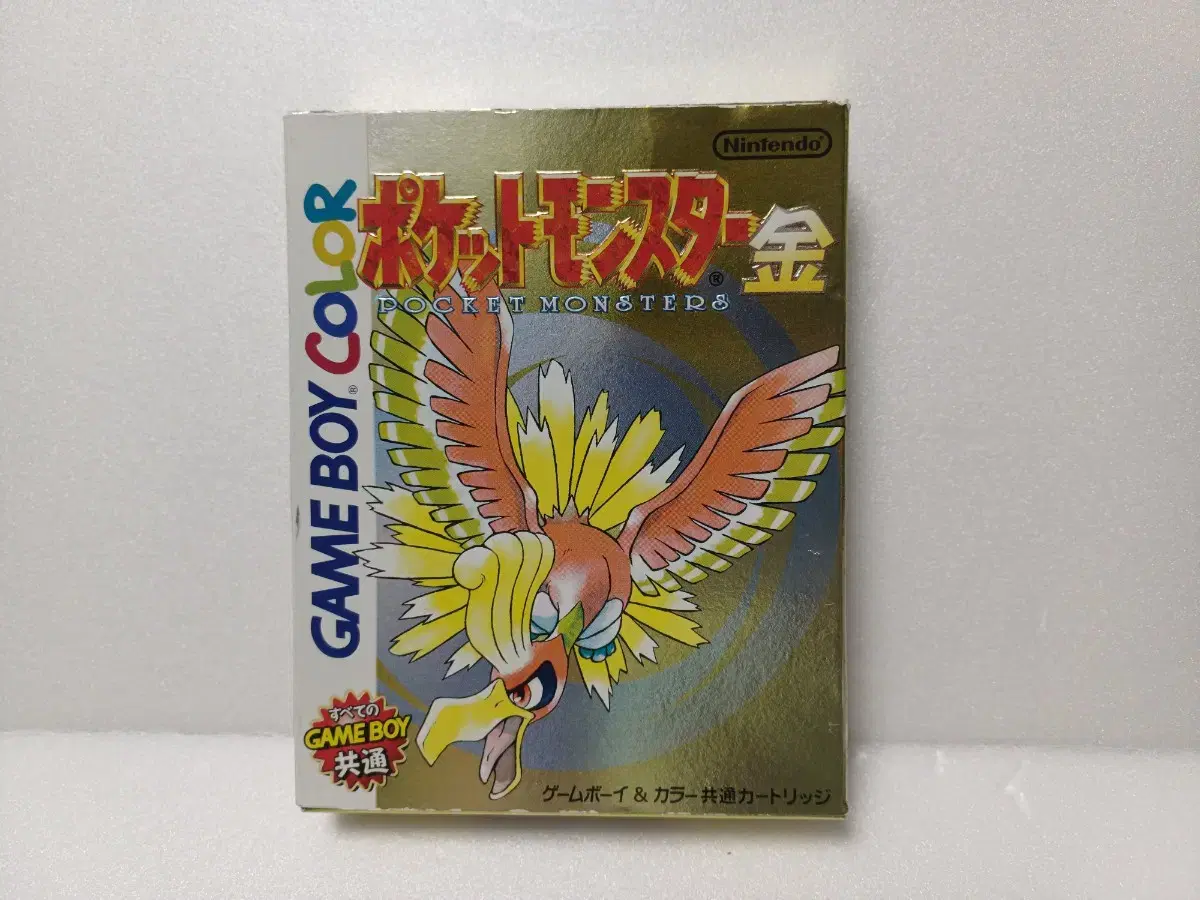 Nintendo®
ポケットモンスター®金
POCKET MONSTERS
GAME BOY® COLOR
すべての
GAME BOY
共通
ゲームボーイ & カラー共通カートリッジ